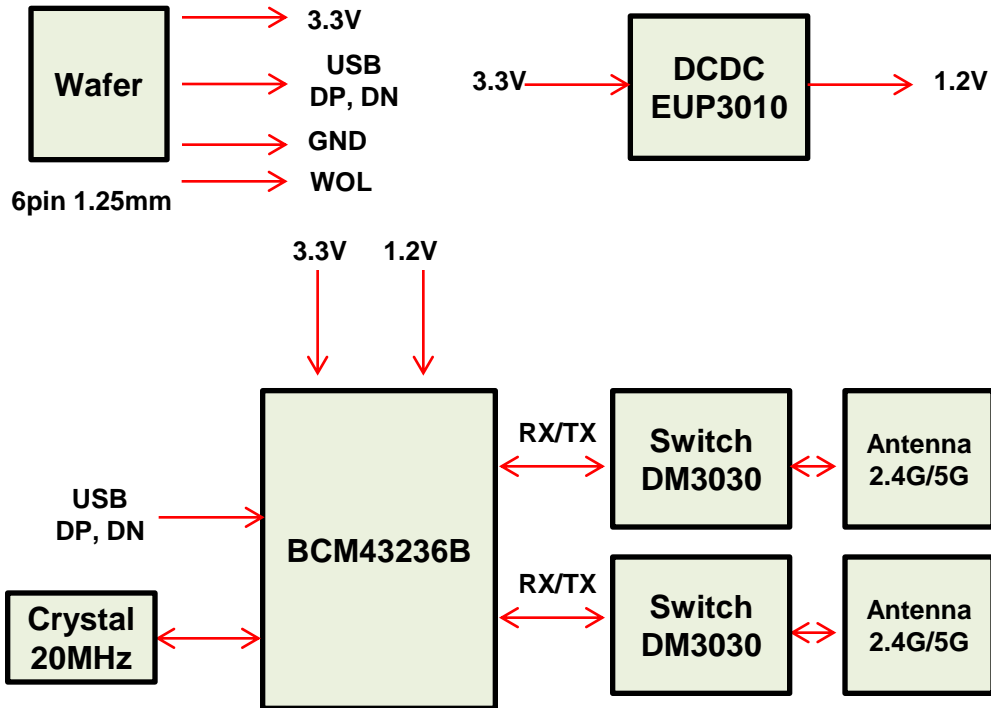 3.3V
Wafer
USB
DP, DN
GND
WOL
6pin 1.25mm
3.3V
DCDC
EUP3010
1.2V
3.3V
1.2V
BCM43236B
USB
DP, DN
Crystal
20MHz
RX/TX
Switch
DM3030
Antenna
2.4G/5G
RX/TX
Switch
DM3030
Antenna
2.4G/5G